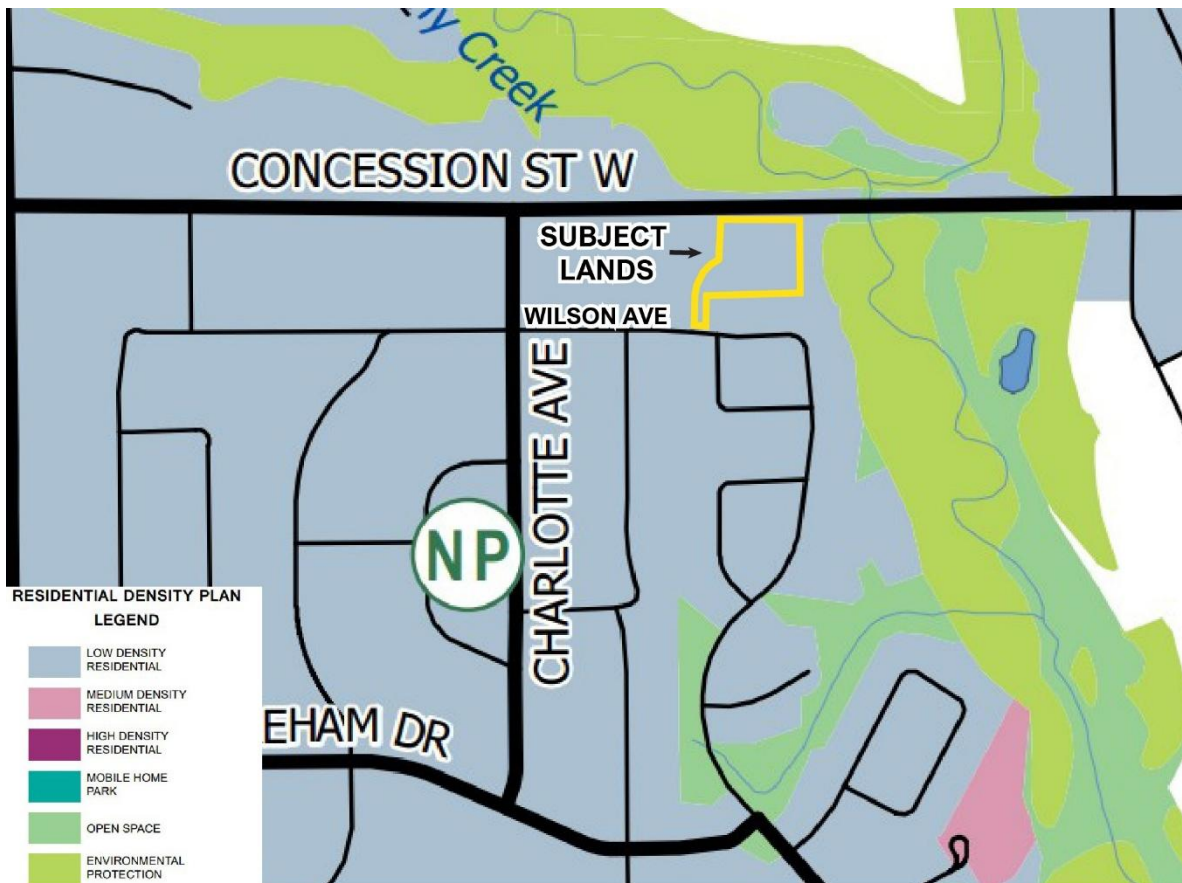 Creek
CONCESSION ST W
SUBJECT
LANDS
WILSON AVE
CHARLOTTE AVE
NP
RESIDENTIAL DENSITY PLAN
LEGEND
LOW DENSITY
RESIDENTIAL
MEDIUM DENSITY
RESIDENTIAL
HIGH DENSITY
RESIDENTIAL
MOBILE HOME
PARK
OPEN SPACE
ENVIRONMENTAL
PROTECTION
EHAM DR